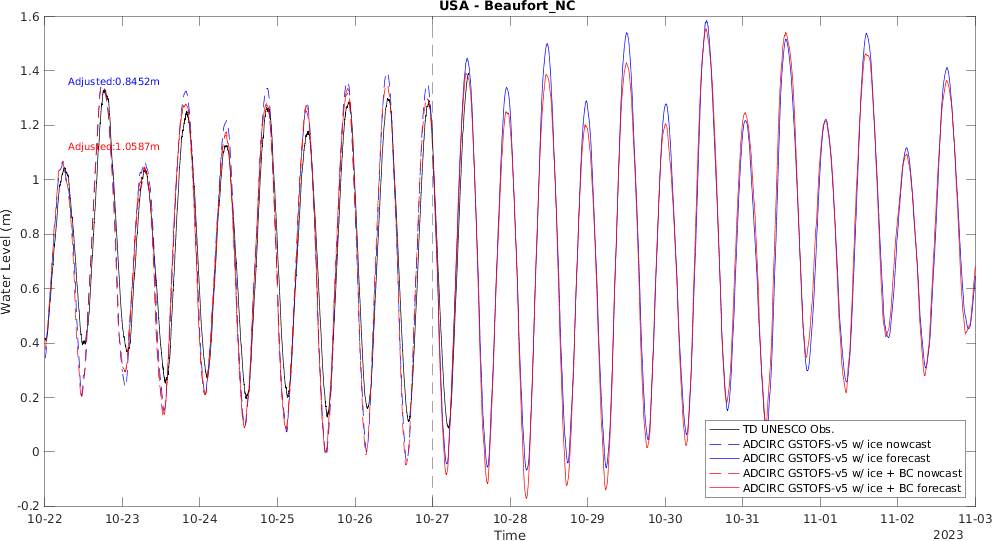 USA - Beaufort_NC
1.6
1.4
1.2
1
0.8
0.6
0.4
0.2
0
-0.2
Water Level (m)
Adjusted:0.8452m
Adjusted:1.0587m
TD UNESCO Obs.
ADCIRC GSTOFS-v5 w/ ice nowcast
ADCIRC GSTOFS-v5 w/ ice forecast
ADCIRC GSTOFS-v5 w/ ice + BC nowcast
ADCIRC GSTOFS-v5 w/ ice + BC forecast
10-22 10-23 10-24 10-25 10-26 10-27 10-28 10-29 10-30 10-31 11-01 11-02 11-03
Time
2023